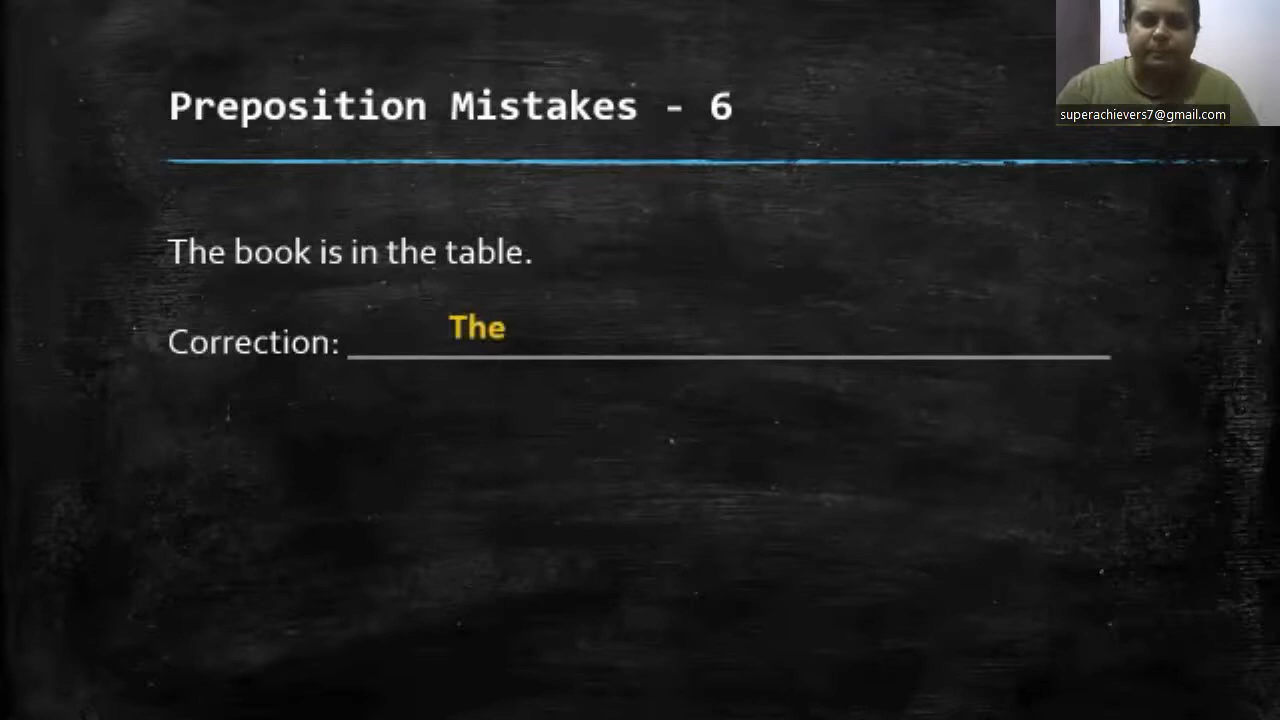 Preposition Mistakes - 6
superachievers7@gmail.com
The book is in the table.
Correction: The